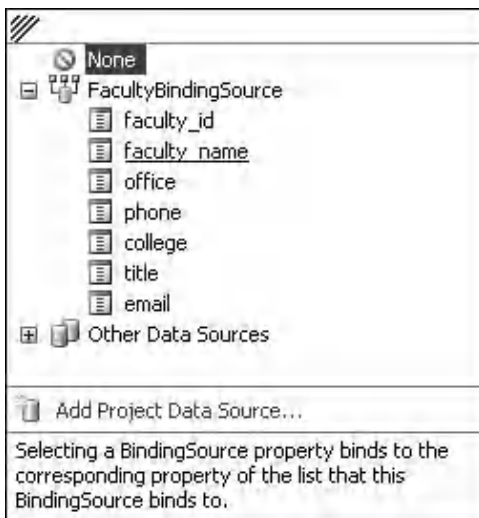 None
FacultyBindingSource
faculty_id
faculty_name
office
phone
college
title
email
Other Data Sources
Add Project Data Source...
Selecting a BindingSource property binds to the
corresponding property of the list that this
BindingSource binds to.